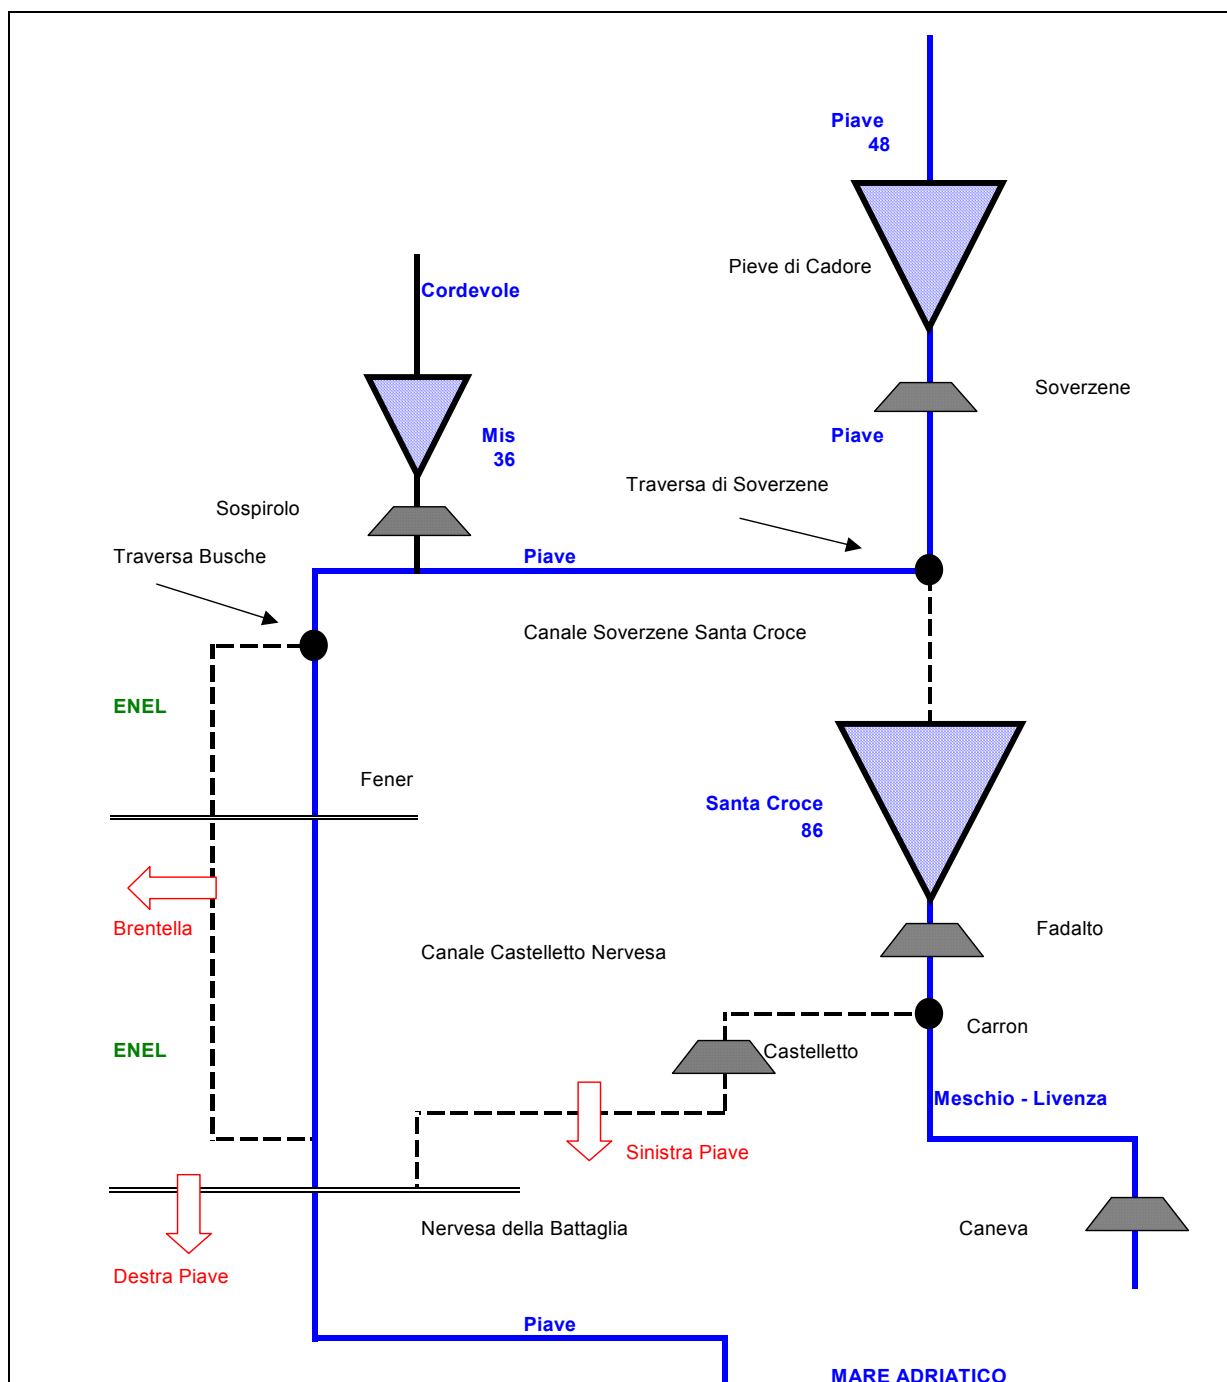 Piave
48
Pieve di Cadore
Cordevole
Soverzene
Mis
36
Piave
Traversa di Soverzene
Sospirolo
Traversa Busche
Piave
Canale Soverzene Santa Croce
ENEL
Fener
Santa Croce
86
Brentella
Fadalto
Canale Castelletto Nervesa
Carron
ENEL
Castelletto
Meschio - Livenza
Sinistra Piave
Nervesa della Battaglia
Caneva
Destra Piave
Piave
MARE ADRIATICO